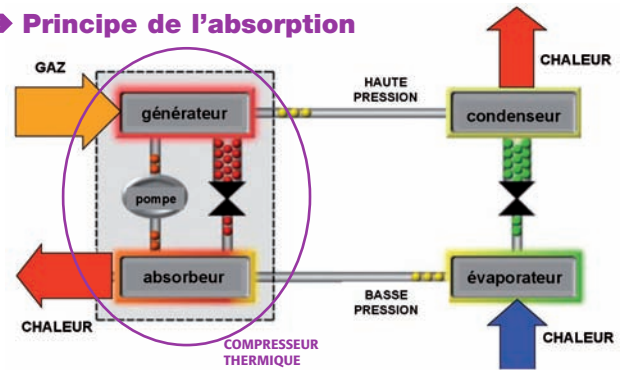 Principe de l'absorption
GAZ
CHALEUR
HAUTE
PRESSION
générateur
condenseur
pompe
absorbeur
évaporateur
BASSE
PRESSION
CHALEUR
COMPRESSEUR
THERMIQUE
CHALEUR